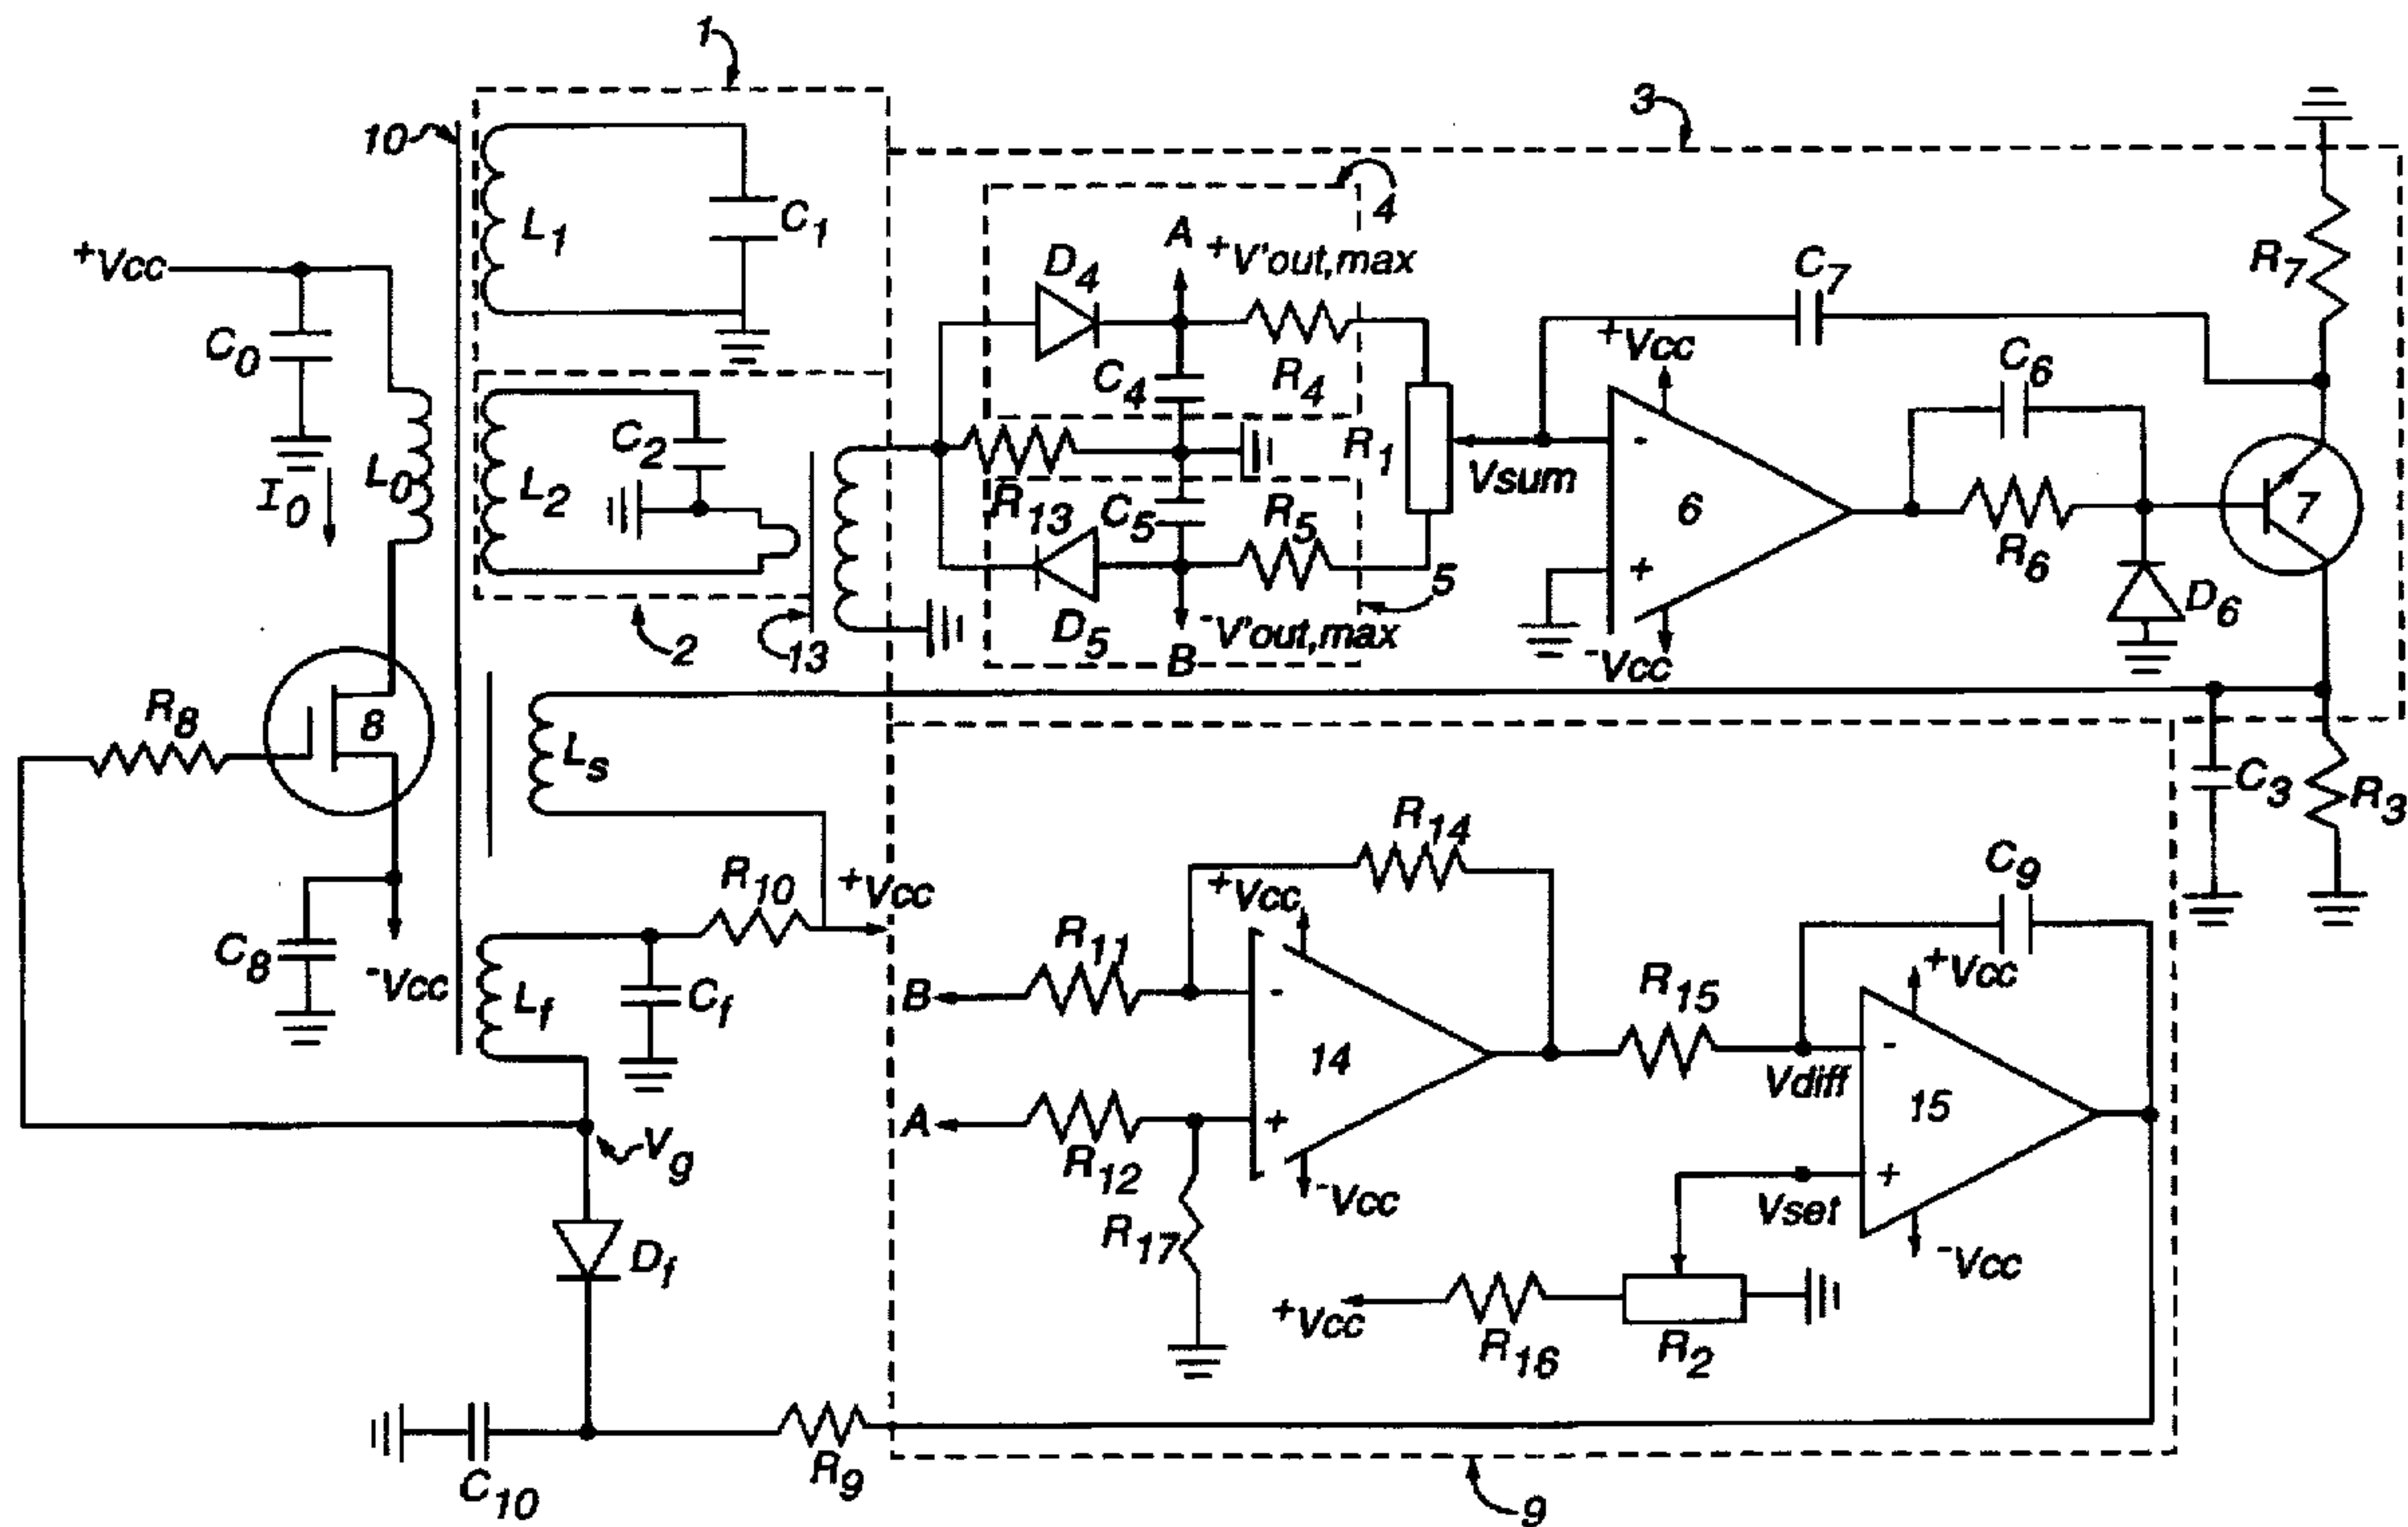 1
3
10
4
L1
C1
A
+V'out,max
R7
+Vcc
D4
C7
C0
+Vcc
C6
C4
R4
C2
R1
I0
L0
L2
Vsum
-
R13
C5
R5
6
7
+
R6
D5
5
D6
2
13
B
-V'out,max
-Vcc
R8
8
Ls
C3
R3
R14
R10
+Vcc
+Vcc
C9
C8
-Vcc
Lf
Cf
R11
B
-
R15
+Vcc
14
Vdiff
-
15
A
+
Vg
R12
-Vcc
Vset
+
R17
-Vcc
Df
+Vcc
R16
R2
C10
R9
9